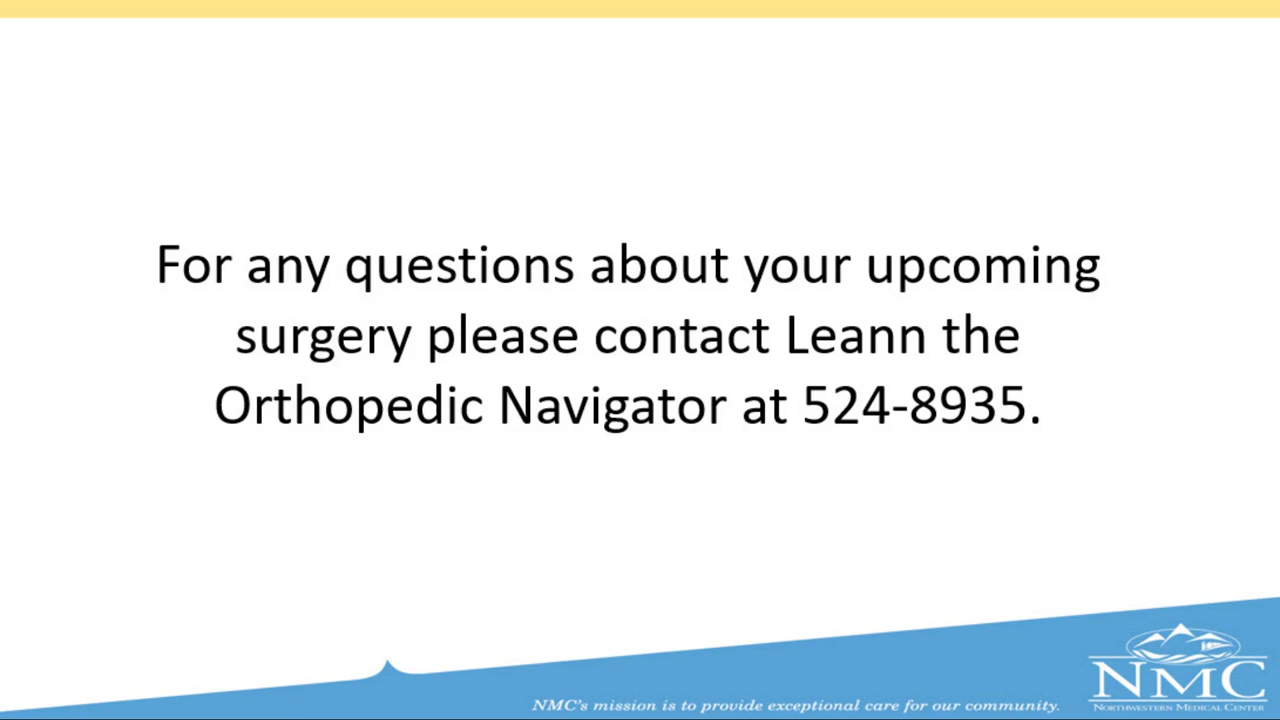 For any questions about your upcoming
surgery please contact Leann the
Orthopedic Navigator at 524-8935.
NMC's mission is to provide exceptional care for our community.
NMC
Northwestern Medical Center